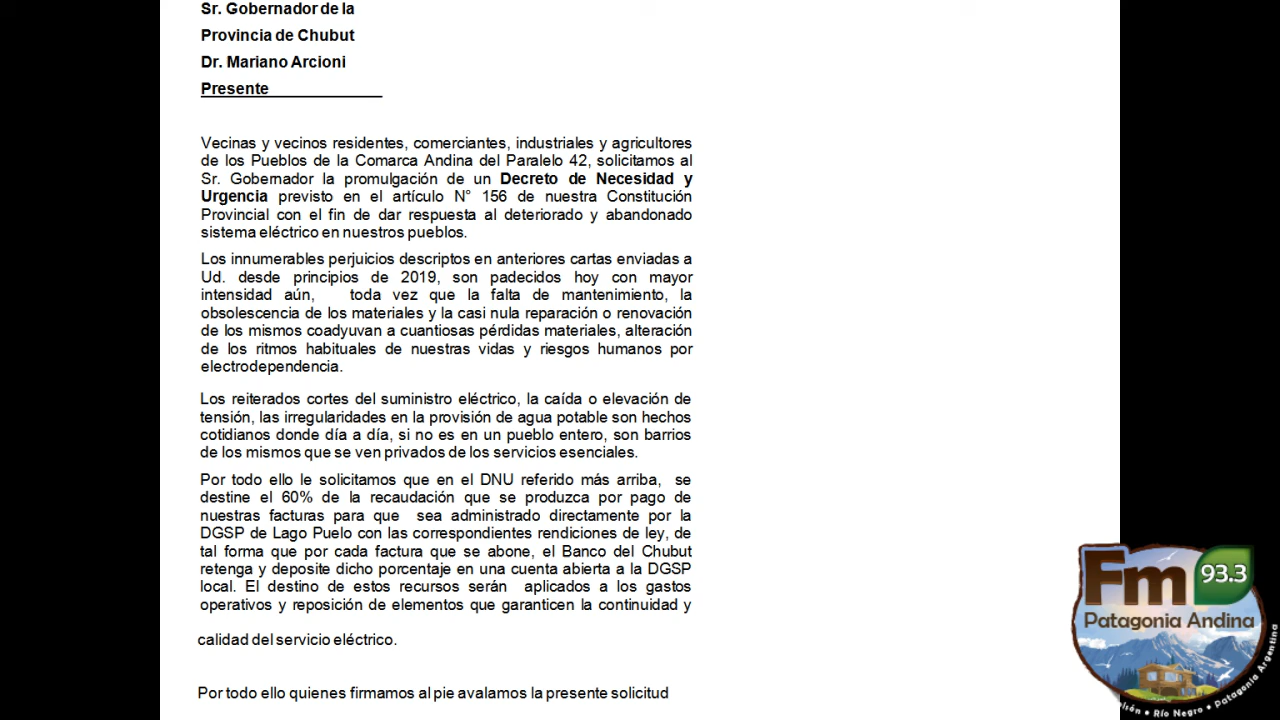 Sr. Gobernador de la
Provincia de Chubut
Dr. Mariano Arcioni
Presente
Vecinas y vecinos residentes, comerciantes, industriales y agricultores
de los Pueblos de la Comarca Andina del Paralelo 42, solicitamos al
Sr. Gobernador la promulgación de un Decreto de Necesidad y
Urgencia previsto en el artículo N° 156 de nuestra Constitución
Provincial con el fin de dar respuesta al deteriorado y abandonado
sistema eléctrico en nuestros pueblos.
Los innumerables perjuicios descriptos en anteriores cartas enviadas a
Ud. desde principios de 2019, son padecidos hoy con mayor
intensidad aún, toda vez que la falta de mantenimiento, la
obsolescencia de los materiales y la casi nula reparación o renovación
de los mismos coadyuvan a cuantiosas pérdidas materiales, alteración
de los ritmos habituales de nuestras vidas y riesgos humanos por
electrodependencia.
Los reiterados cortes del suministro eléctrico, la caída o elevación de
tensión, las irregularidades en la provisión de agua potable son hechos
cotidianos donde día a día, si no es en un pueblo entero, son barrios
de los mismos que se ven privados de los servicios esenciales.
Por todo ello le solicitamos que en el DNU referido más arriba, se
destine el 60% de la recaudación que se produzca por pago de
nuestras facturas para que sea administrado directamente por la
DGSP de Lago Puelo con las correspondientes rendiciones de ley, de
tal forma que por cada factura que se abone, el Banco del Chubut
retenga y deposite dicho porcentaje en una cuenta abierta a la DGSP
local. El destino de estos recursos serán aplicados a los gastos
operativos y reposición de elementos que garanticen la continuidad y
calidad del servicio eléctrico.
Por todo ello quienes firmamos al pie avalamos la presente solicitud
Fm 93.3
Patagonia Andina
• Río Negro • Patagonia Argentina